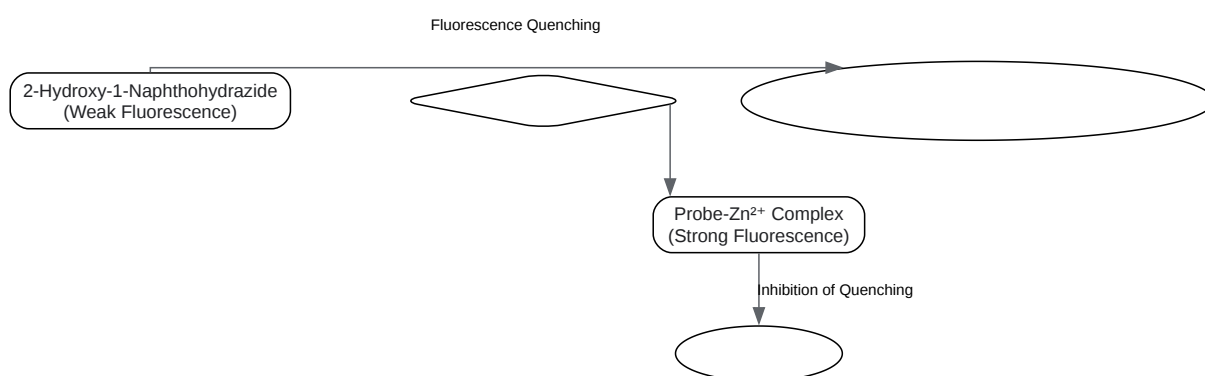 Fluorescence Quenching
2-Hydroxy-1-Naphthohydrazide
(Weak Fluorescence)
Probe-Zn²⁺ Complex
(Strong Fluorescence)
Inhibition of Quenching